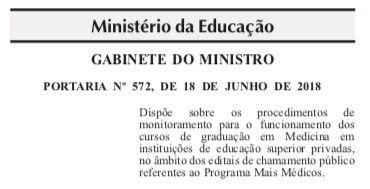 Ministério da Educação
GABINETE DO MINISTRO
PORTARIA Nº 572, DE 18 DE JUNHO DE 2018
Dispõe sobre os procedimentos de
monitoramento para o funcionamento dos
cursos de graduação em Medicina em
instituições de educação superior privadas,
no âmbito dos editais de chamamento público
referentes ao Programa Mais Médicos.